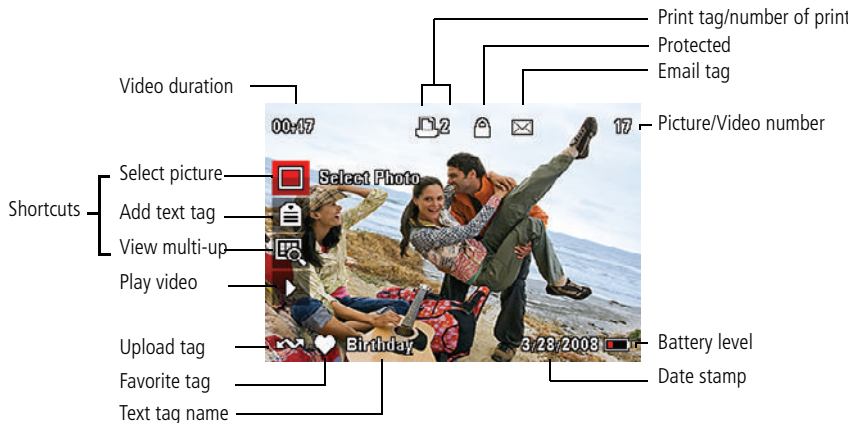 Print tag/number of print
Protected
Email tag
Video duration
00:17
2
17
Picture/Video number
Select picture
Select Photo
Shortcuts
Add text tag
View multi-up
Play video
Upload tag
Birthday
3/28/2008
Battery level
Favorite tag
Date stamp
Text tag name